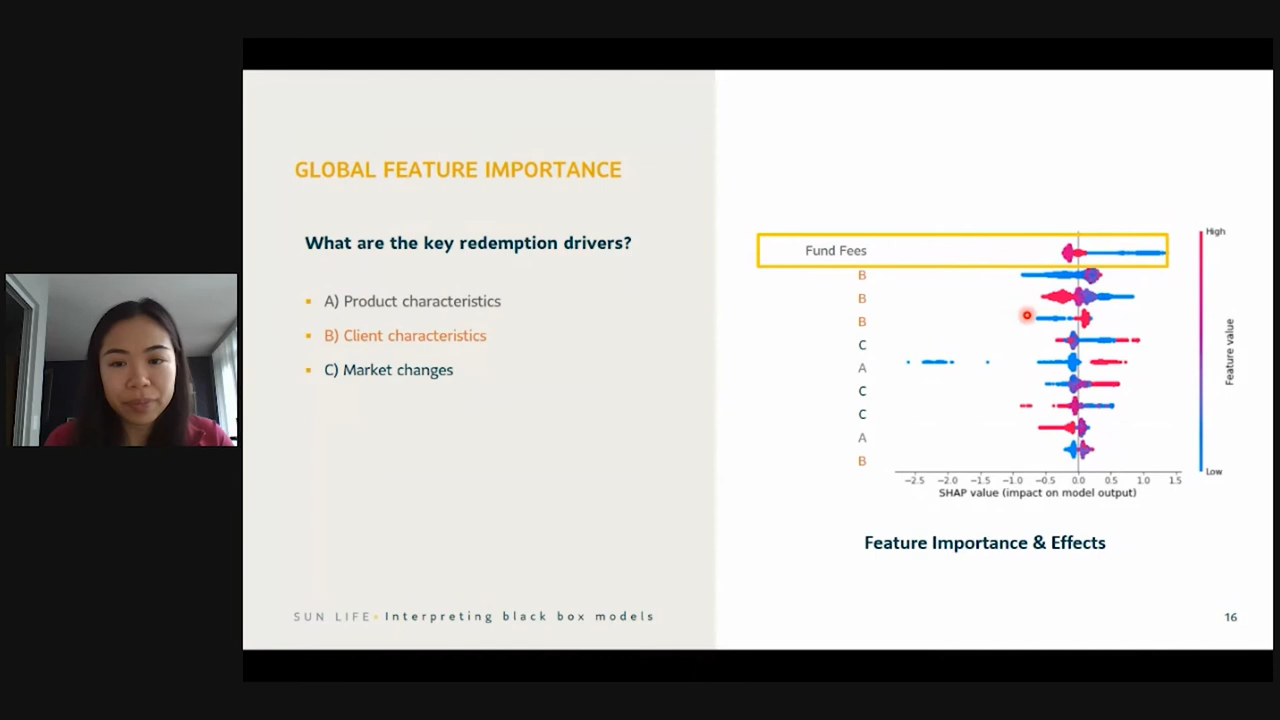 GLOBAL FEATURE IMPORTANCE
What are the key redemption drivers?
A) Product characteristics
B) Client characteristics
C) Market changes
SUN LIFE Interpreting black box models
Fund Fees
B
B
B
C
A
C
C
A
B
-2.5 -2.0 -1.5 -1.0 -0.5 0.0 0.5 1.0 1.5
SHAP value (impact on model output)
High
Feature value
Low
Feature Importance & Effects
16